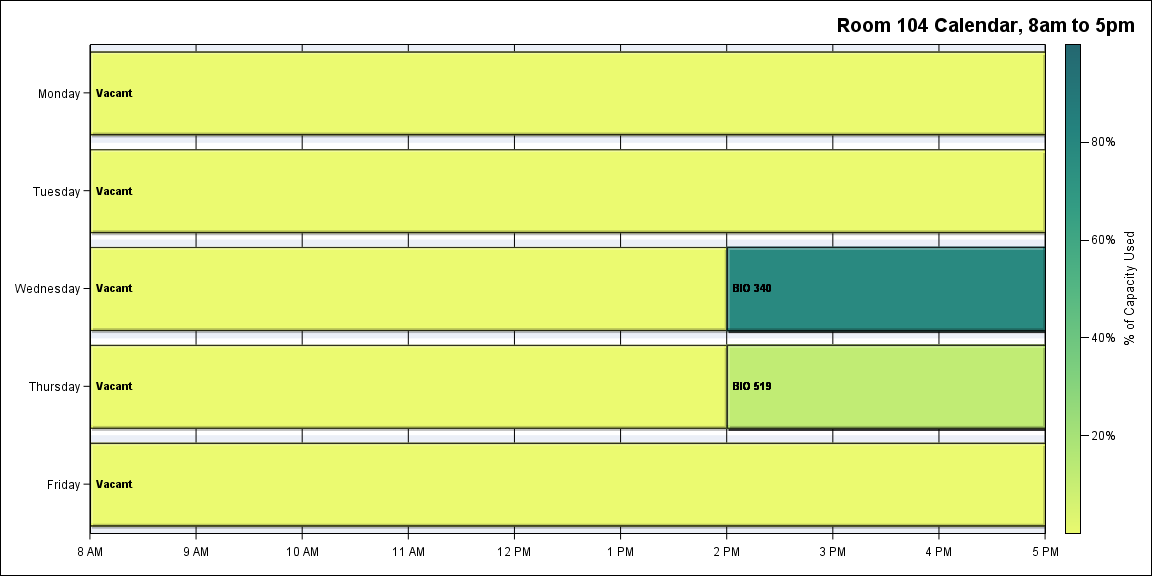 Room 104 Calendar, 8am to 5pm
Monday
Vacant
Tuesday
Vacant
Wednesday
Vacant
BIO 340
Thursday
Vacant
BIO 519
Friday
Vacant
8 AM 9 AM 10 AM 11 AM 12 PM 1 PM 2 PM 3 PM 4 PM 5 PM
80%
60%
40%
20%
% of Capacity Used